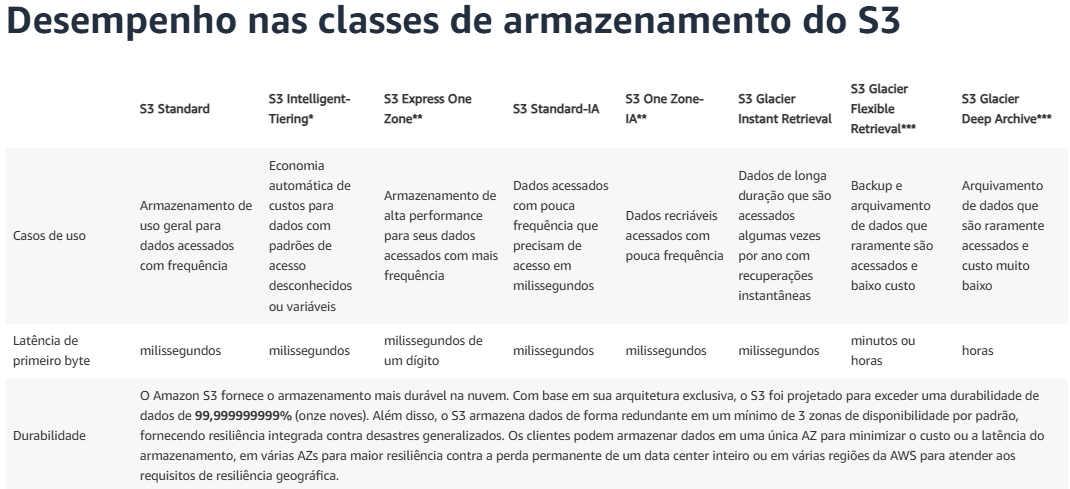 Desempenho nas classes de armazenamento do S3
S3 Standard
S3 Intelligent-
Tiering*
S3 Express One
Zone**
S3 Standard-IA
S3 One Zone-
IA**
S3 Glacier
Instant Retrieval
S3 Glacier
Flexible
Retrieval***
S3 Glacier
Deep Archive***
Casos de uso
Armazenamento de
uso geral para
dados acessados
com frequência
Economia
automática de
custos para
dados com
padrões de
acesso
desconhecidos
ou variáveis
Armazenamento de
alta performance
para seus dados
acessados com mais
frequência
Dados acessados
com pouca
frequência que
precisam de
acesso em
milissegundos
Dados recriáveis
acessados com
pouca frequência
Dados de longa
duração que são
acessados
algumas vezes
por ano com
recuperações
instantâneas
Backup e
arquivamento
de dados que
raramente são
acessados e
baixo custo
Arquivamento
de dados que
são raramente
acessados e
custo muito
baixo
Latência de
primeiro byte
milissegundos
milissegundos
milissegundos de
um dígito
milissegundos
milissegundos
milissegundos
minutos ou
horas
horas
Durabilidade
O Amazon S3 fornece o armazenamento mais durável na nuvem. Com base em sua arquitetura exclusiva, o S3 foi projetado para exceder uma durabilidade de
dados de 99,999999999% (onze noves). Além disso, o S3 armazena dados de forma redundante em um mínimo de 3 zonas de disponibilidade por padrão,
fornecendo resiliência integrada contra desastres generalizados. Os clientes podem armazenar dados em uma única AZ para minimizar o custo ou a latência do
armazenamento, em várias AZs para maior resiliência contra a perda permanente de um data center inteiro ou em várias regiões da AWS para atender aos
requisitos de resiliência geográfica.